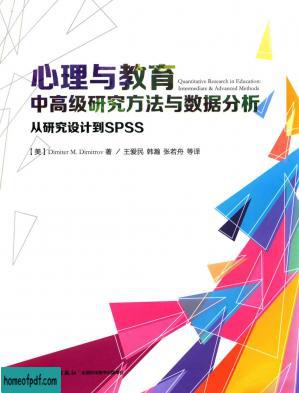 心理与教育
Quantitative Research in Education:
Intermediate & Advanced Methods
中高级研究方法与数据分析
从研究设计到SPSS
【美】Dimiter M. Dimitrov 著 / 王爱民 韩瀚 张若舟 等译
homeofpdf.com